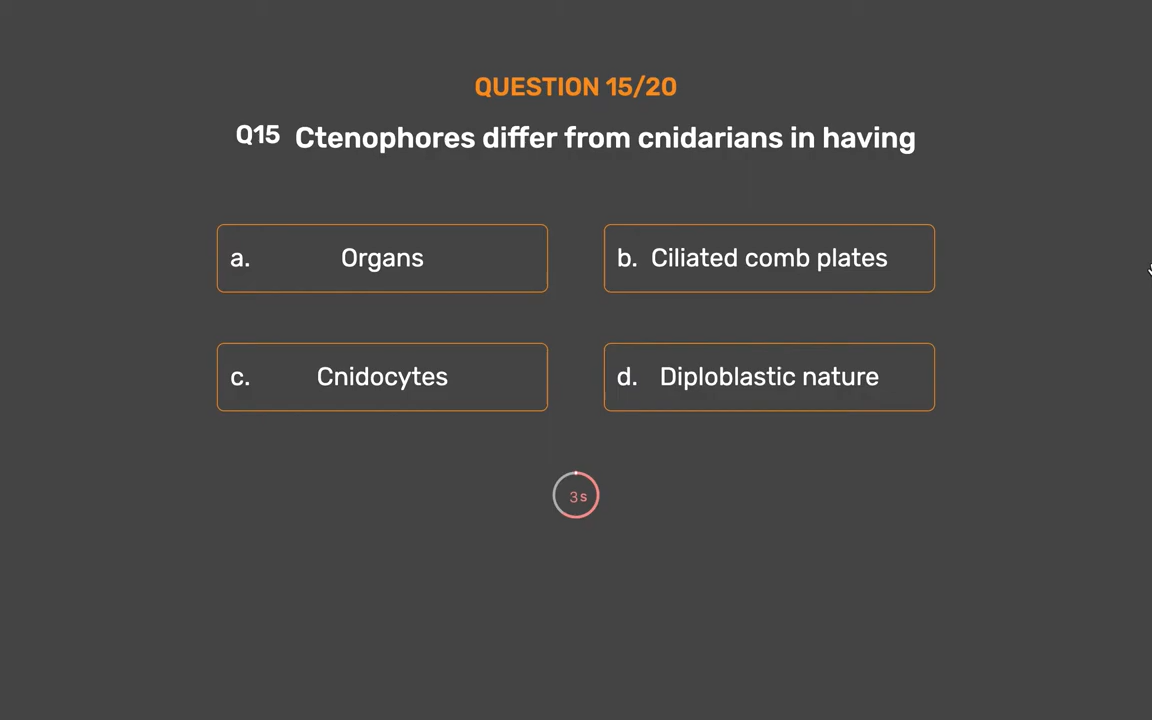 QUESTION 15/20
Q15 Ctenophores differ from cnidarians in having
a. Organs
b. Ciliated comb plates
c. Cnidocytes
d. Diploblastic nature
3s